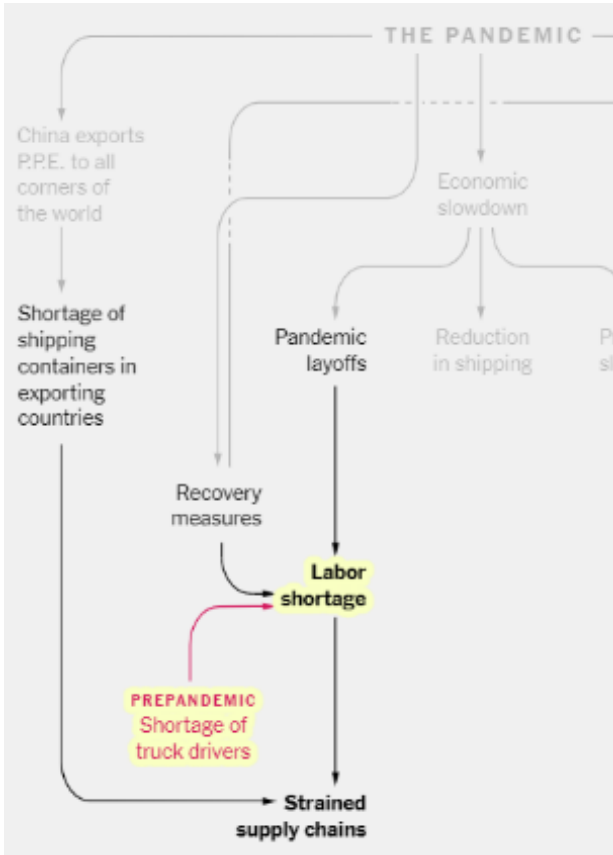 THE PANDEMIC
China exports
P.P.E. to all
corners of
the world
Economic
slowdown
Shortage of
shipping
containers in
exporting
countries
Pandemic
layoffs
Reduction
in shipping
Recovery
measures
Labor
shortage
PREPANDEMIC
Shortage of
truck drivers
Strained
supply chains